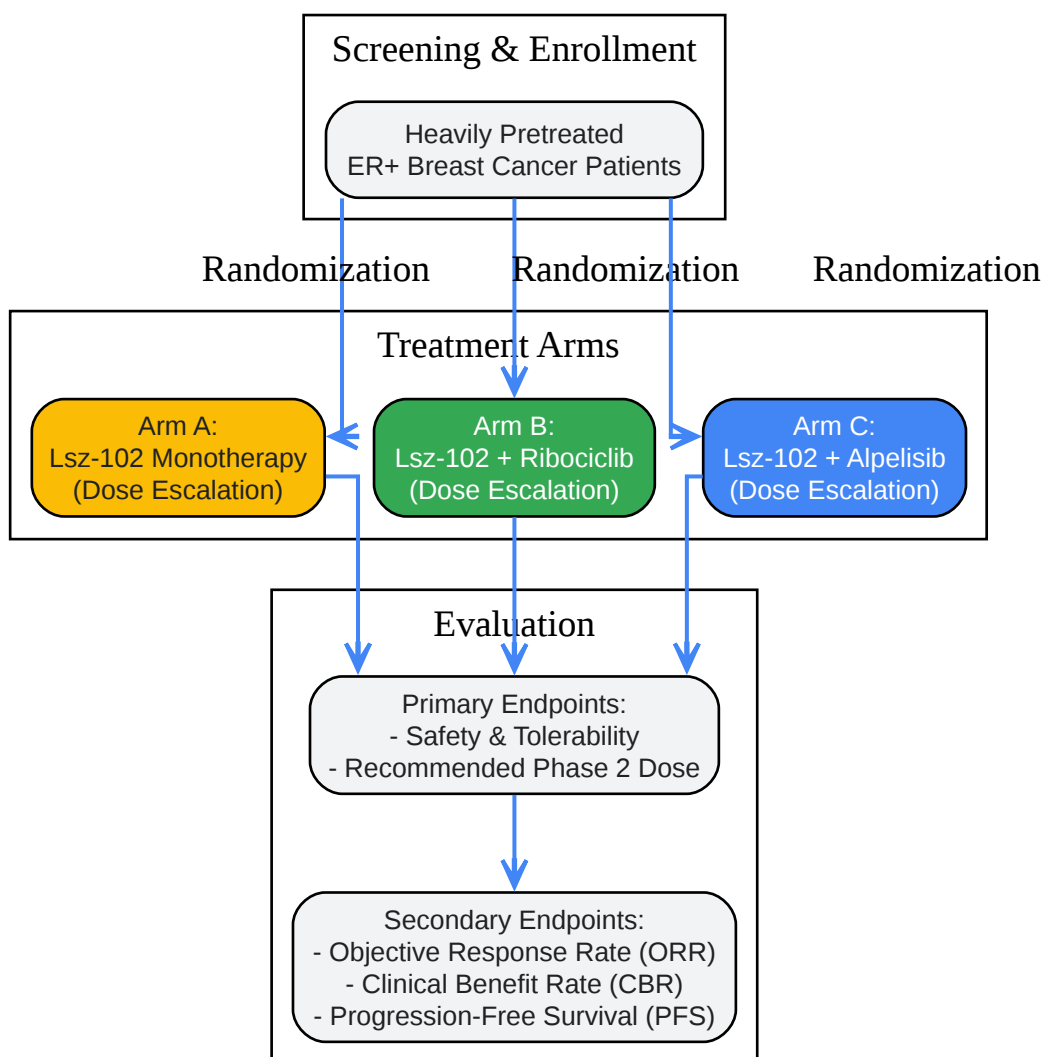 Screening & Enrollment
Heavily Pretreated
ER+ Breast Cancer Patients
Randomization
Randomization
Randomization
Treatment Arms
Arm A:
Lsz-102 Monotherapy
(Dose Escalation)
Arm B:
Lsz-102 + Ribociclib
(Dose Escalation)
Arm C:
Lsz-102 + Alpelisib
(Dose Escalation)
Evaluation
Primary Endpoints:
- Safety & Tolerability
- Recommended Phase 2 Dose
Secondary Endpoints:
- Objective Response Rate (ORR)
- Clinical Benefit Rate (CBR)
- Progression-Free Survival (PFS)